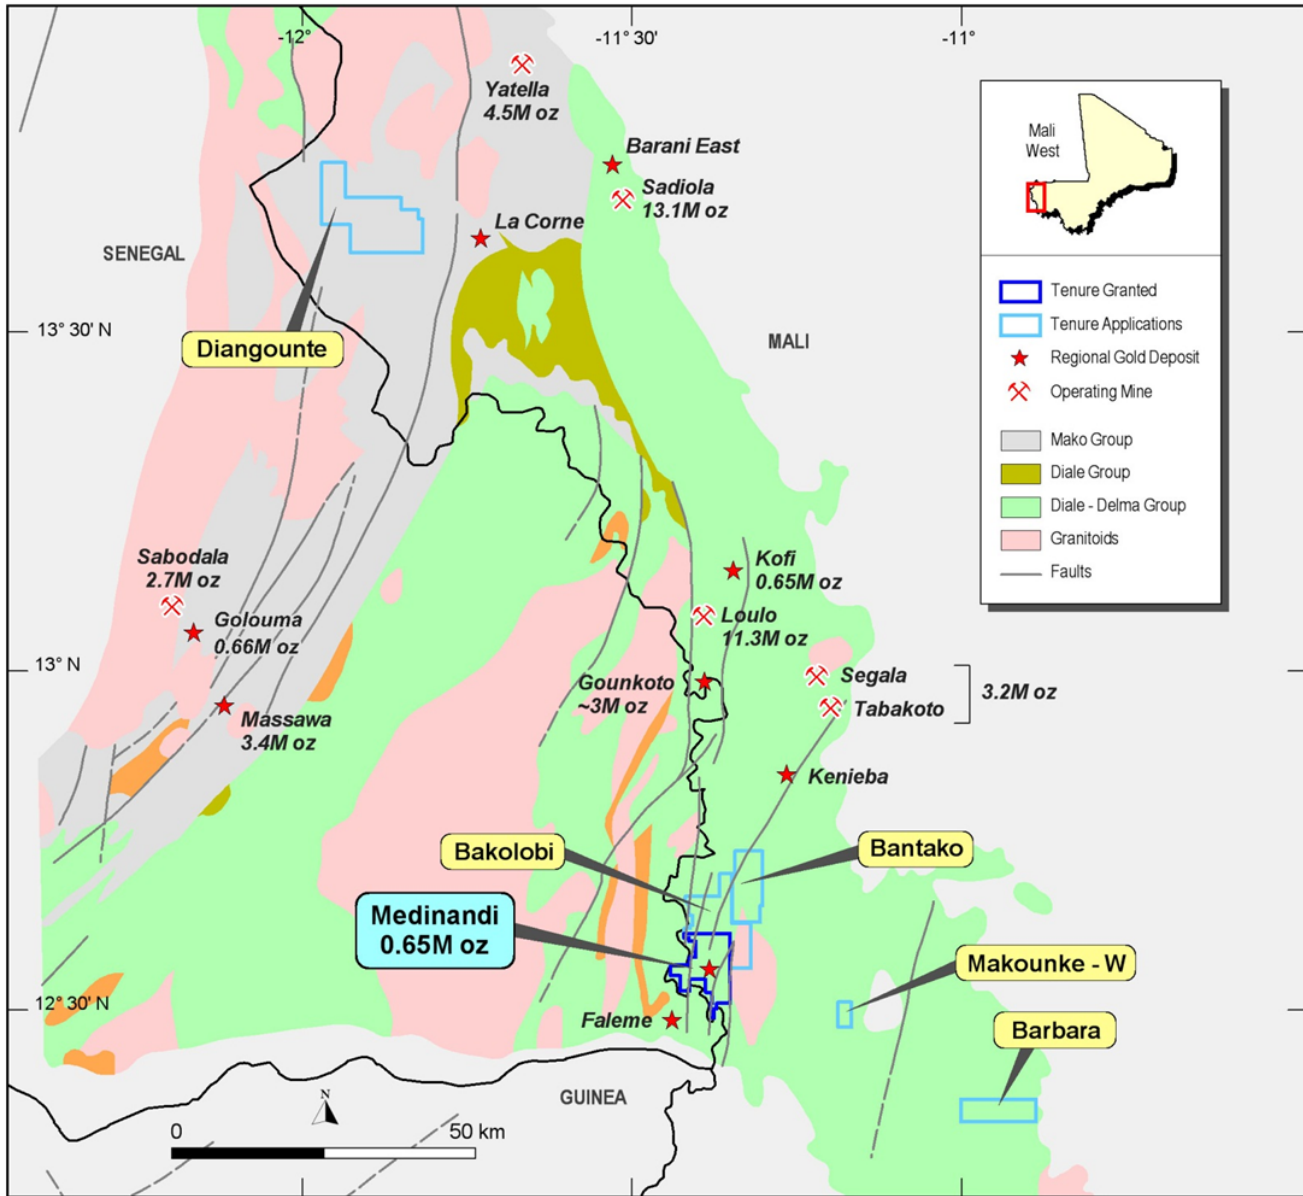 -12°
-11° 30'
-11°
Yatella
4.5M oz
Barani East
Sadiola
13.1M oz
La Corne
SENEGAL
13° 30' N
Diangounte
MALI
Mali
West
Tenure Granted
Tenure Applications
Regional Gold Deposit
Operating Mine
Mako Group
Diale Group
Diale - Delma Group
Granitoids
Faults
Sabodala
2.7M oz
Golouma
0.66M oz
Kofi
0.65M oz
Loulo
11.3M oz
13° N
Gounkoto
~3M oz
Segala
Tabakoto
3.2M oz
Massawa
3.4M oz
Kenieba
Bakolobi
Bantako
Medinandi
0.65M oz
Makounke - W
12° 30' N
Faleme
Barbara
GUINEA
N
0
50 km